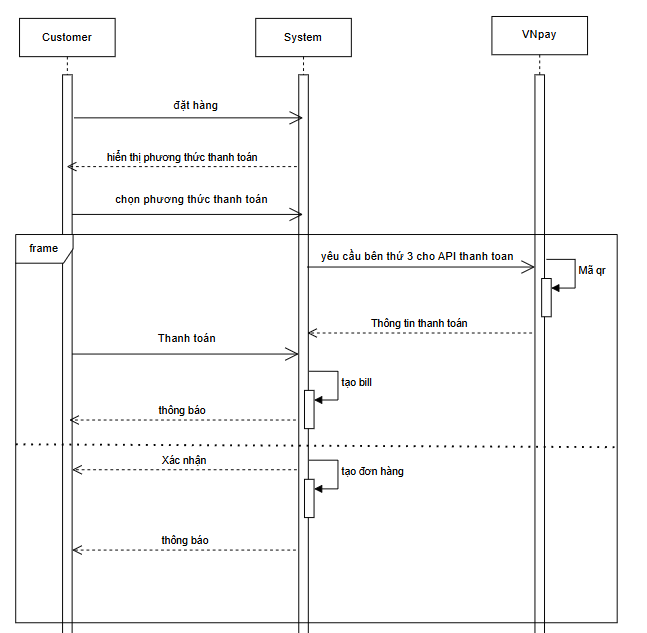 Customer
System
VNpay
đặt hàng
hiển thị phương thức thanh toán
chọn phương thức thanh toán
frame
yêu cầu bên thứ 3 cho API thanh toan
Mã qr
Thông tin thanh toán
Thanh toán
tạo bill
thông báo
Xác nhận
tạo đơn hàng
thông báo